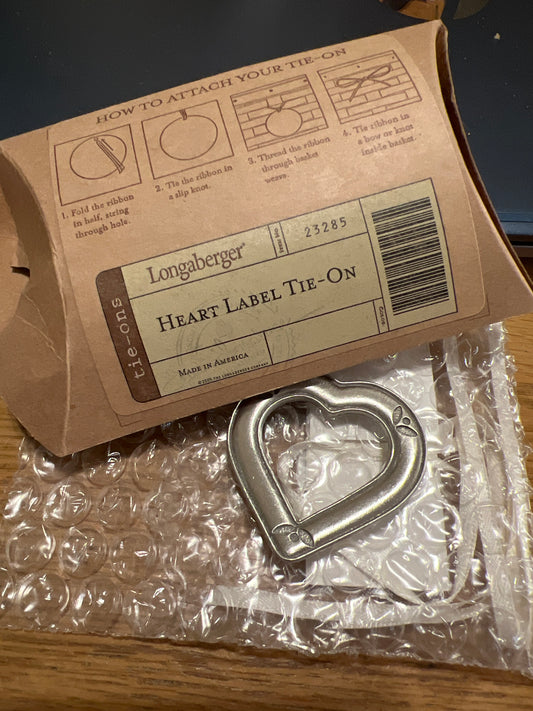 HOW TO ATTACH YOUR TIE-ON
1. Fold the ribbon
in half, string
through hole.
2. Tie the ribbon in
a slip knot.
3. Thread the ribbon
through basket
weave.
4. Tie ribbon in
a bow or knot
inside basket.
tie-ons
Longaberger®
23285
HEART LABEL TIE-ON
MADE IN AMERICA